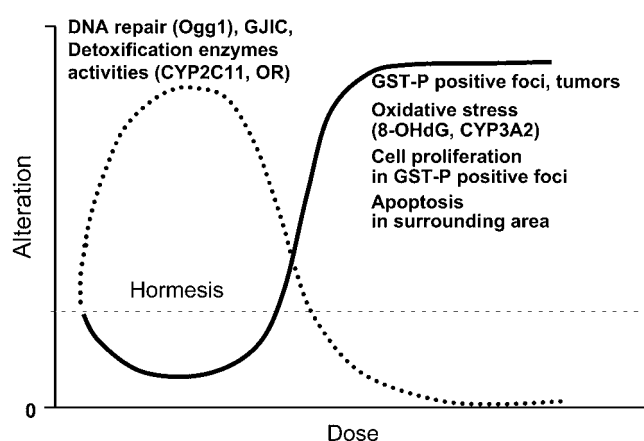 DNA repair (Ogg1), GJIC,
Detoxification enzymes
activities (CYP2C11, OR)
GST-P positive foci, tumors
Oxidative stress
(8-OHdG, CYP3A2)
Cell proliferation
in GST-P positive foci
Apoptosis
in surrounding area
Alteration
Hormesis
0
Dose